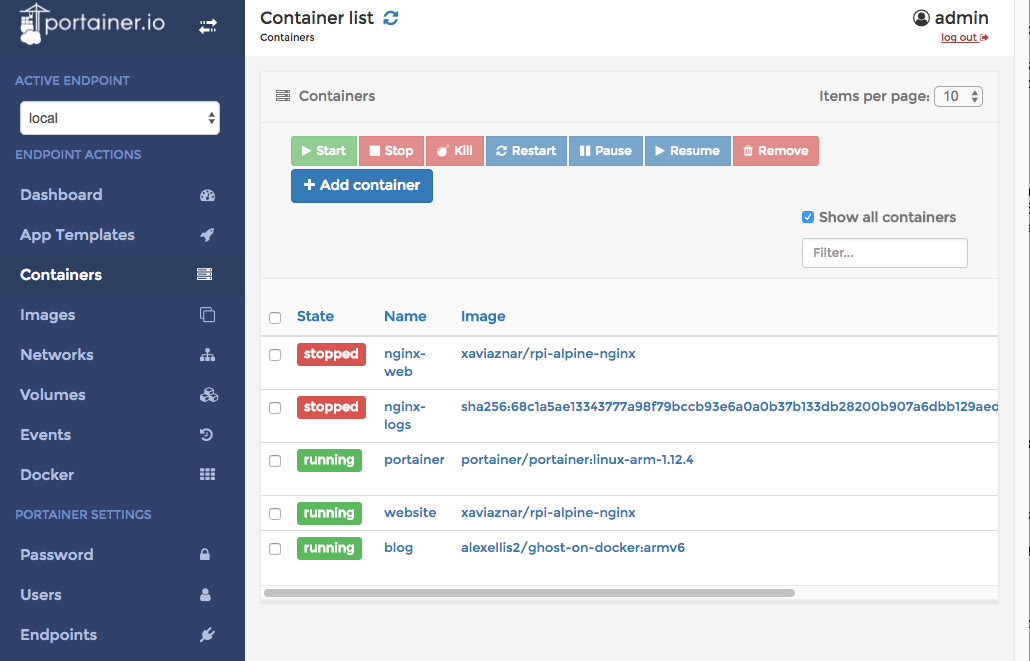 portainer.io
ACTIVE ENDPOINT
local
ENDPOINT ACTIONS
Dashboard
App Templates
Containers
Images
Networks
Volumes
Events
Docker
PORTAINER SETTINGS
Password
Users
Endpoints
Container list
Containers
admin
log out
Containers
Items per page: 10
Start Stop Kill Restart Pause Resume Remove
+ Add container
Show all containers
Filter...
State Name Image
stopped nginx-web xaviaznar/rpi-alpine-nginx
stopped nginx-logs sha256:68c1a5ae13343777a98f79bccb93e6a0a0b37b133db28200b907a6dbb129aed
running portainer portainer/portainer:linux-arm-1.12.4
running website xaviaznar/rpi-alpine-nginx
running blog alexellis2/ghost-on-docker:armv6